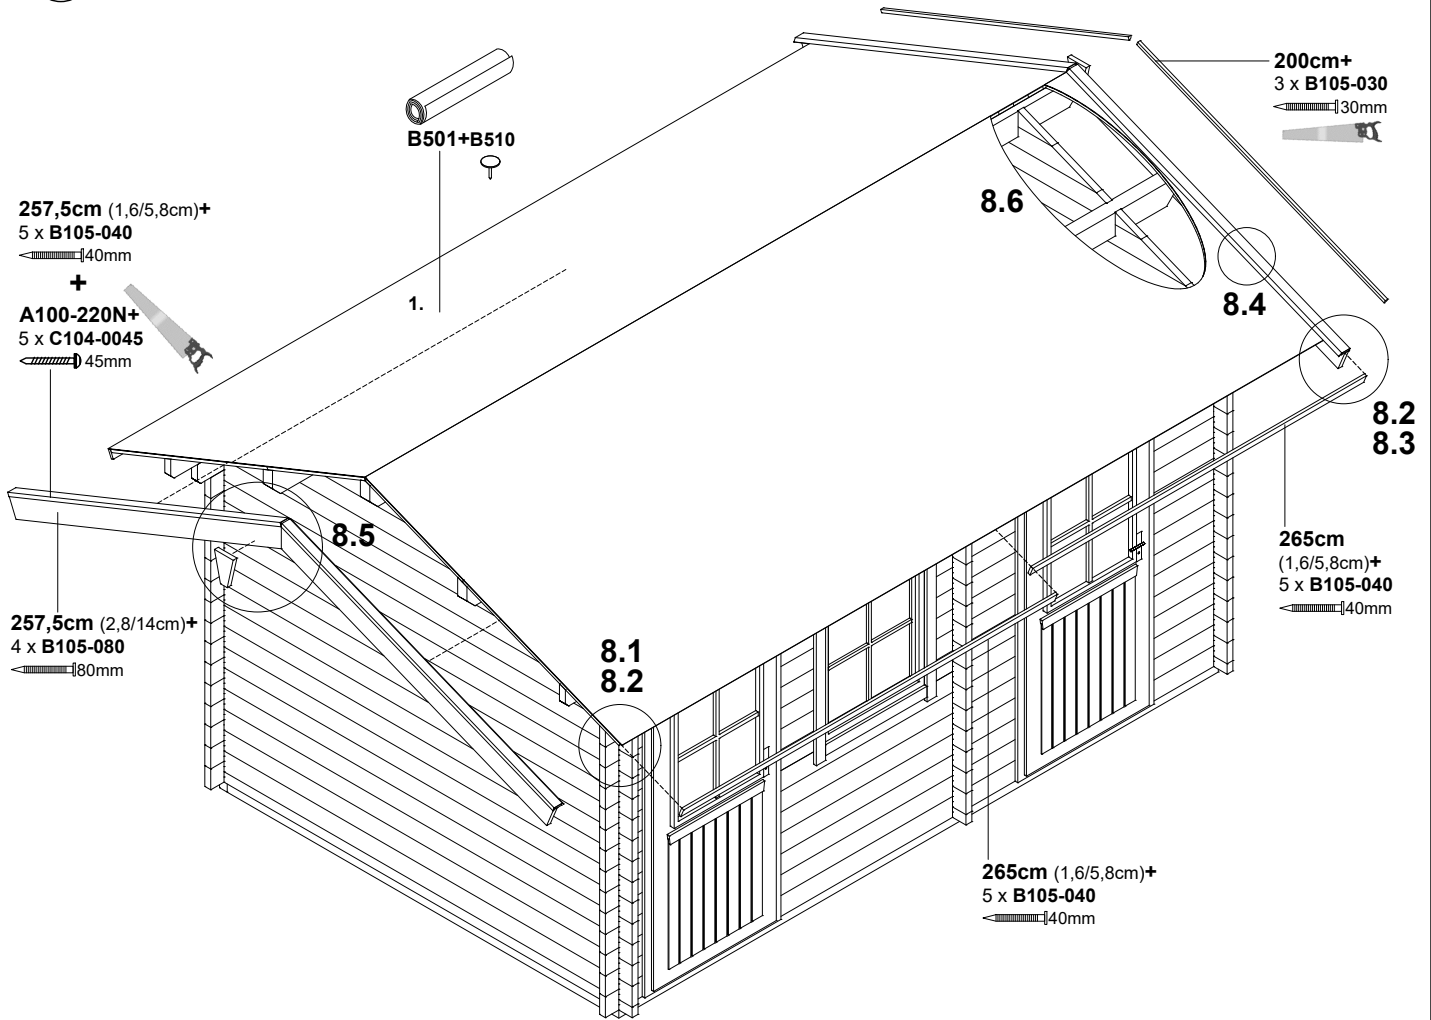 B501+B510
200cm+
3 x B105-030
30mm
257,5cm (1,6/5,8cm)+
5 x B105-040
40mm
+
A100-220N+
5 x C104-0045
45mm
1.
8.6
8.4
8.2
8.3
8.5
265cm
(1,6/5,8cm)+
5 x B105-040
40mm
257,5cm (2,8/14cm)+
4 x B105-080
80mm
8.1
8.2
265cm (1,6/5,8cm)+
5 x B105-040
40mm